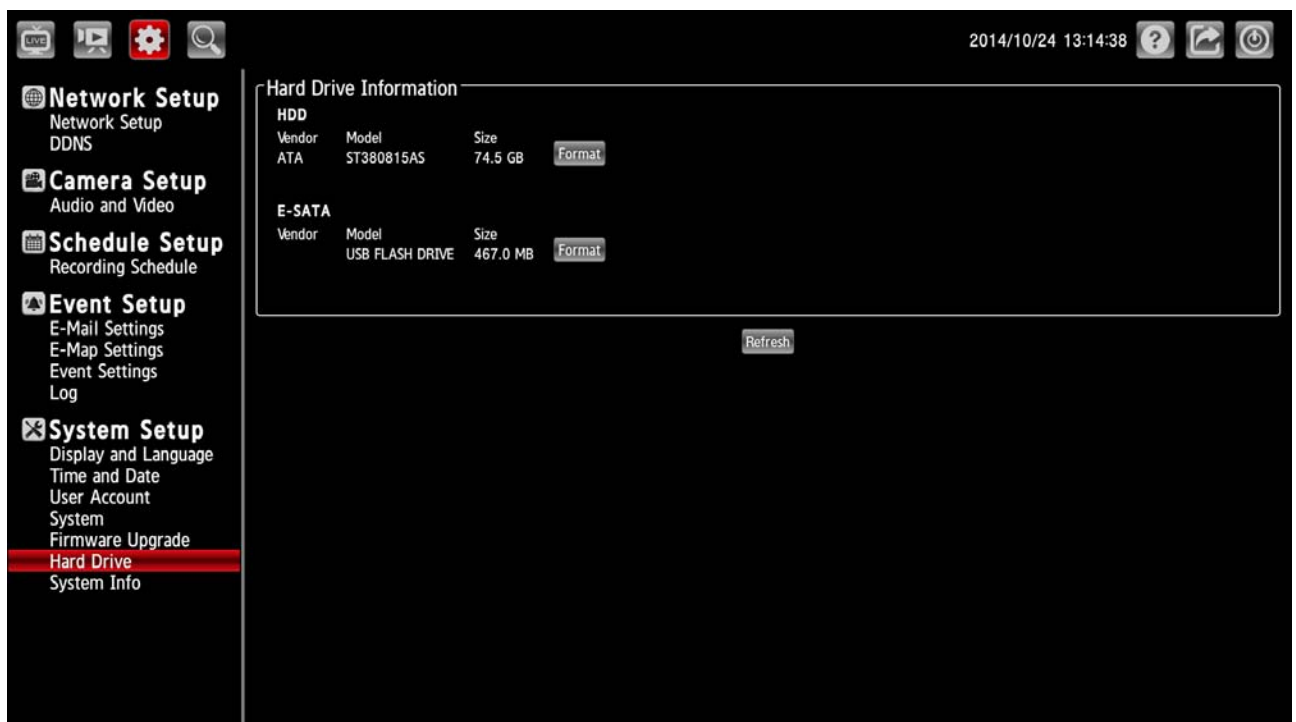 LIVE
2014/10/24 13:14:38
?
Network Setup
Network Setup
DDNS
Camera Setup
Audio and Video
Schedule Setup
Recording Schedule
Event Setup
E-Mail Settings
E-Map Settings
Event Settings
Log
System Setup
Display and Language
Time and Date
User Account
System
Firmware Upgrade
Hard Drive
System Info
Hard Drive Information
HDD
Vendor Model Size
ATA ST380815AS 74.5 GB Format
E-SATA
Vendor Model Size
USB FLASH DRIVE 467.0 MB Format
Refresh